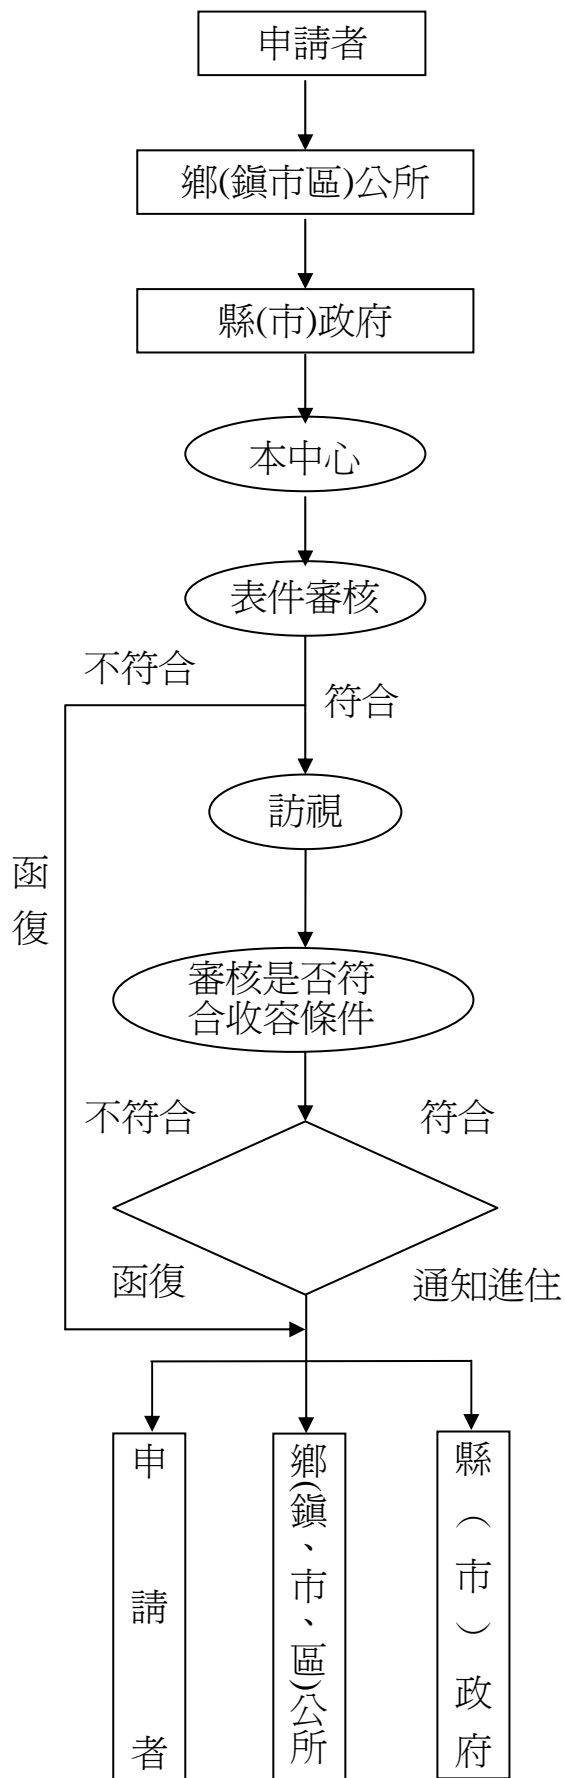 申請者
鄉(鎮市區)公所
縣(市)政府
本中心
表件審核
不符合
符合
訪視
函復
審核是否符
合收容條件
不符合
符合
函復
通知進住
申請者
鄉(鎮、市、區)公所
縣（市）政府